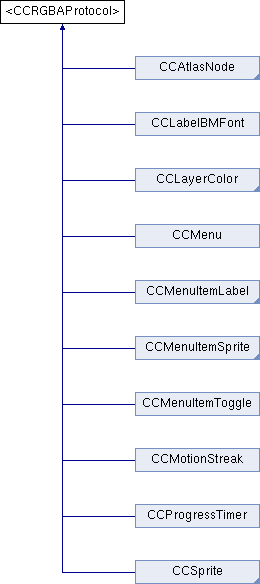 <CCRGBAProtocol>
CCAtlasNode
CCLabelBMFont
CCLayerColor
CCMenu
CCMenuItemLabel
CCMenuItemSprite
CCMenuItemToggle
CCMotionStreak
CCProgressTimer
CCSprite